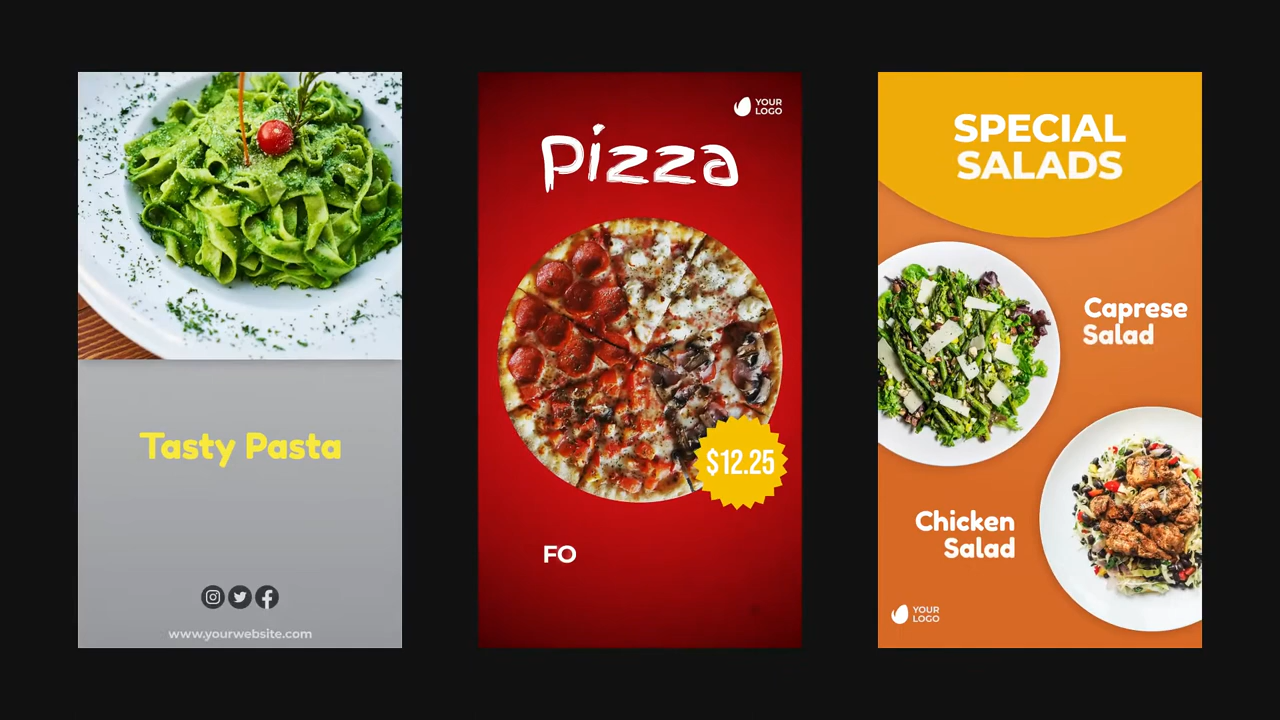 Tasty Pasta
www.yourwebsite.com
YOUR
LOGO
Pizza
$12.25
FO
SPECIAL
SALADS
Caprese
Salad
Chicken
Salad
YOUR
LOGO